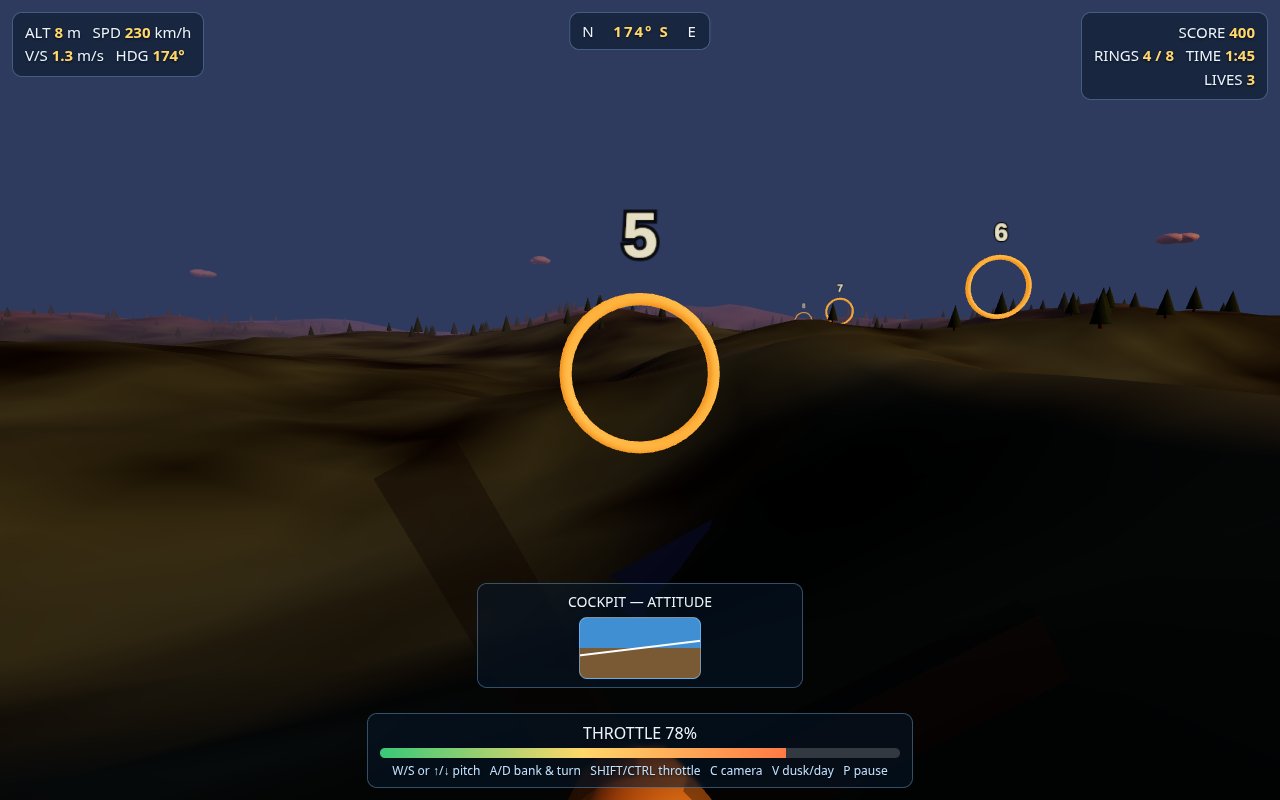 ALT 8 m SPD 230 km/h
V/S 1.3 m/s HDG 174°
N 174° S E
SCORE 400
RINGS 4 / 8 TIME 1:45
LIVES 3
5
6
7
8
COCKPIT — ATTITUDE
THROTTLE 78%
W/S or ↑/↓ pitch A/D bank & turn SHIFT/CTRL throttle C camera V dusk/day P pause